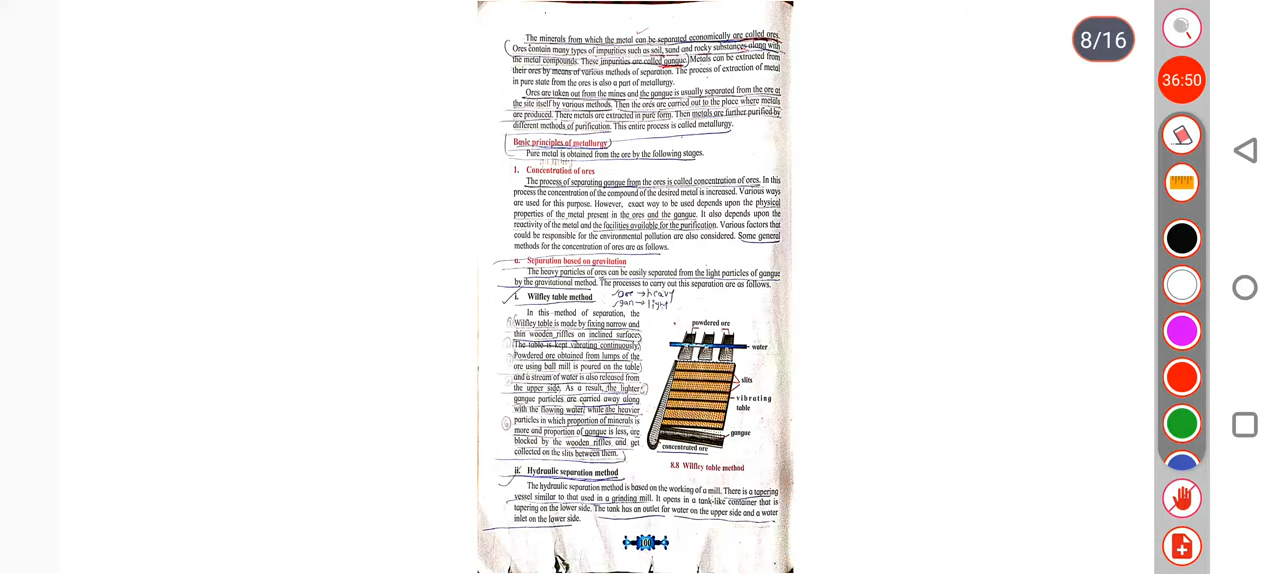 8/16
36:50
The minerals from which the metal can be separated economically are called ores.
Ores contain many types of impurities such as soil, sand and rocky substances along with
the metal compounds. These impurities are called gangue. Metals can be extracted from
their ores by means of various methods of separation. The process of extraction of metal
in pure state from the ores is also a part of metallurgy.
Ores are taken out from the mines and the gangue is usually separated from the ore at
the site itself by various methods. Then the ores are carried out to the place where metals
are produced. There metals are extracted in pure form. Then metals are further purified by
different methods of purification. This entire process is called metallurgy.
Basic principles of metallurgy
Pure metal is obtained from the ore by the following stages.
1. Concentration of ores
The process of separating gangue from the ores is called concentration of ores. In this
process the concentration of the compound of the desired metal is increased. Various ways
are used for this purpose. However, exact way to be used depends upon the physical
properties of the metal present in the ores and the gangue. It also depends upon the
reactivity of the metal and the facilities available for the purification. Various factors that
could be responsible for the environmental pollution are also considered. Some general
methods for the concentration of ores are as follows.
a. Separation based on gravitation
The heavy particles of ores can be easily separated from the light particles of gangue
by the gravitational method. The processes to carry out this separation are as follows.
i. Wilfley table method
ore → heavy
gan → light
In this method of separation, the
Wilfley table is made by fixing narrow and
thin wooden riffles on inclined surface.
The table is kept vibrating continuously.
Powdered ore obtained from lumps of the
ore using ball mill is poured on the table
and a stream of water is also released from
the upper side. As a result, the lighter
gangue particles are carried away along
with the flowing water, while the heavier
particles in which proportion of minerals is
more and proportion of gangue is less, are
blocked by the wooden riffles and get
collected on the slits between them.
powdered ore
water
slits
vibrating
table
gangue
concentrated ore
8.8 Wilfley table method
ii. Hydraulic separation method
The hydraulic separation method is based on the working of a mill. There is a tapering
vessel similar to that used in a grinding mill. It opens in a tank-like container that is
tapering on the lower side. The tank has an outlet for water on the upper side and a water
inlet on the lower side.
100